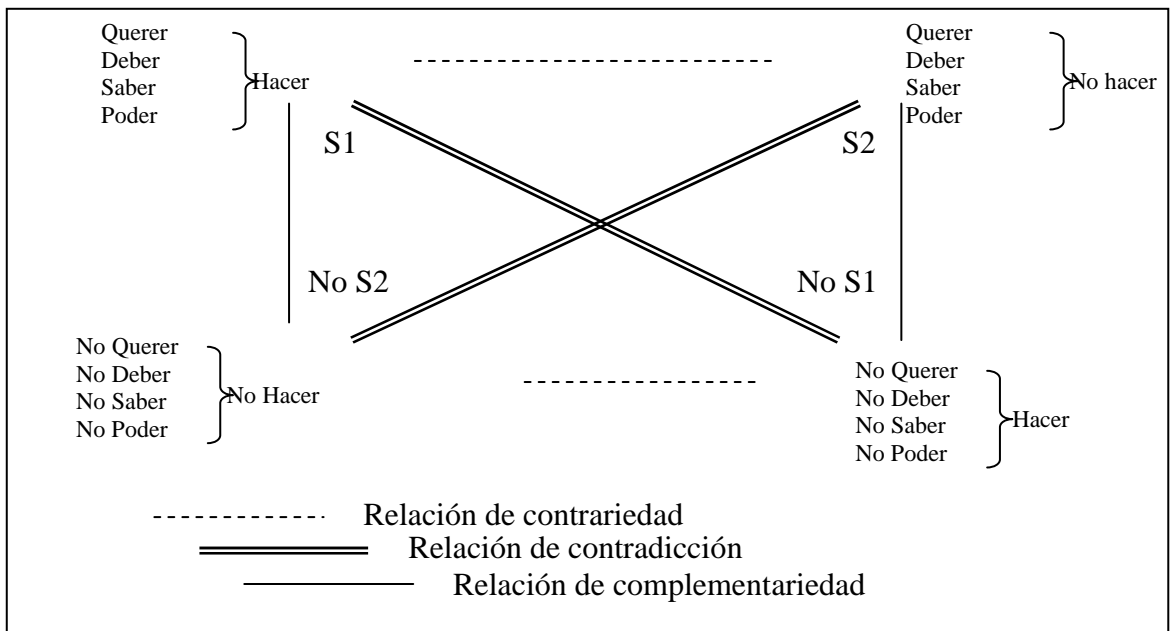 Querer
Deber
Saber
Poder
Hacer
Querer
Deber
Saber
Poder
No hacer
S1
S2
No S2
No S1
No Querer
No Deber
No Saber
No Poder
No Hacer
No Querer
No Deber
No Saber
No Poder
Hacer
Relación de contrariedad
Relación de contradicción
Relación de complementariedad